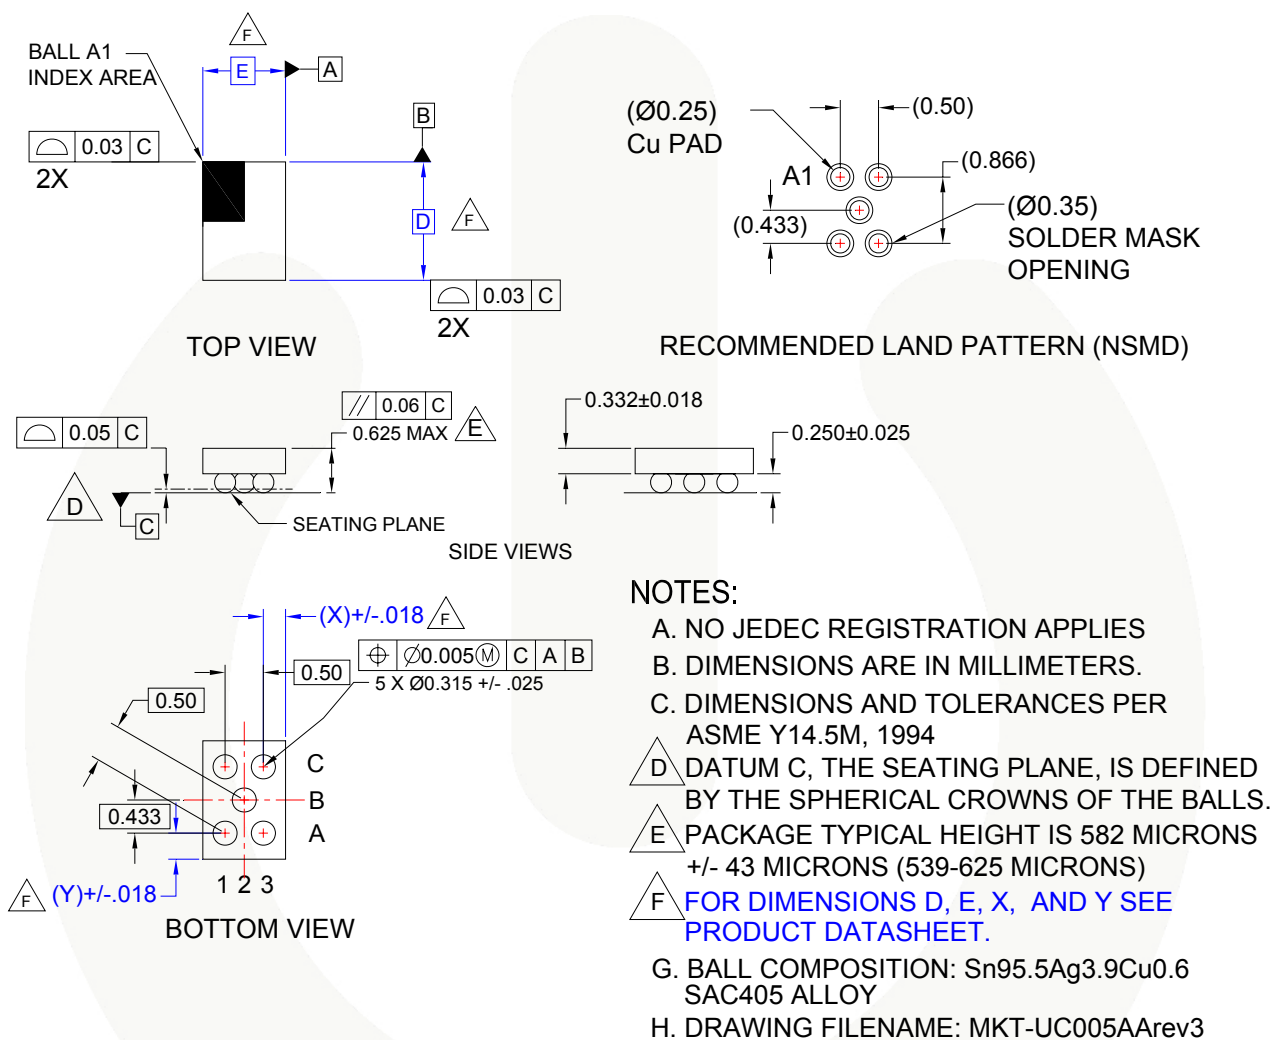 F
BALL A1
INDEX AREA
E
A
B
0.03 C
2X
D
F
0.03 C
2X
TOP VIEW
(Ø0.25)
Cu PAD
(0.50)
(0.866)
A1
(0.433)
(Ø0.35)
SOLDER MASK
OPENING
RECOMMENDED LAND PATTERN (NSMD)
// 0.06 C
0.625 MAX
E
0.05 C
D
C
SEATING PLANE
0.332±0.018
0.250±0.025
SIDE VIEWS
(X)+/-.018
F
Ø0.005Ⓜ C A B
5 X Ø0.315 +/- .025
0.50
0.50
0.433
C
B
A
1 2 3
F
(Y)+/-.018
BOTTOM VIEW
NOTES:
A. NO JEDEC REGISTRATION APPLIES
B. DIMENSIONS ARE IN MILLIMETERS.
C. DIMENSIONS AND TOLERANCES PER
ASME Y14.5M, 1994
D DATUM C, THE SEATING PLANE, IS DEFINED
BY THE SPHERICAL CROWNS OF THE BALLS.
E PACKAGE TYPICAL HEIGHT IS 582 MICRONS
+/- 43 MICRONS (539-625 MICRONS)
F FOR DIMENSIONS D, E, X, AND Y SEE
PRODUCT DATASHEET.
G. BALL COMPOSITION: Sn95.5Ag3.9Cu0.6
SAC405 ALLOY
H. DRAWING FILENAME: MKT-UC005AArev3